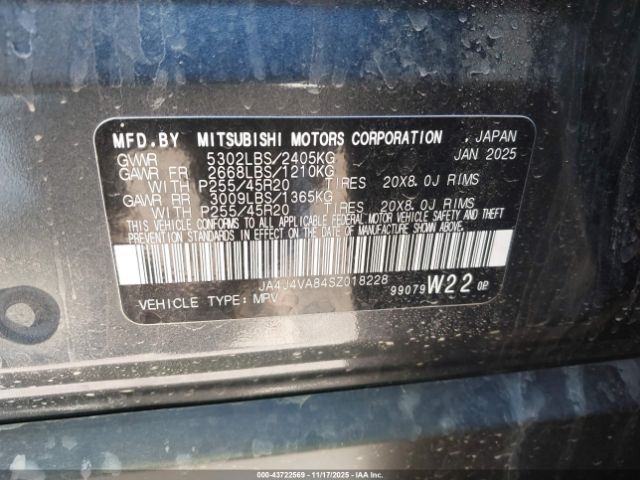 MFD.BY MITSUBISHI MOTORS CORPORATION , JAPAN
GVWR 5302LBS/2405KG JAN 2025
GAWR FR 2668LBS/1210KG
WITH P255/45R20 TIRES 20X8.0J RIMS
GAWR RR 3009LBS/1365KG
WITH P255/45R20 TIRES 20X8.0J RIMS
THIS VEHICLE CONFORMS TO ALL APPLICABLE FEDERAL MOTOR VEHICLE SAFETY AND THEFT
PREVENTION STANDARDS IN EFFECT ON THE DATE OF MANUFACTURE SHOWN ABOVE.
JA4J4VA84SZ018228
VEHICLE TYPE: MPV 99079 W22 OP
000-43722569 - 11/17/2025 - copart.com